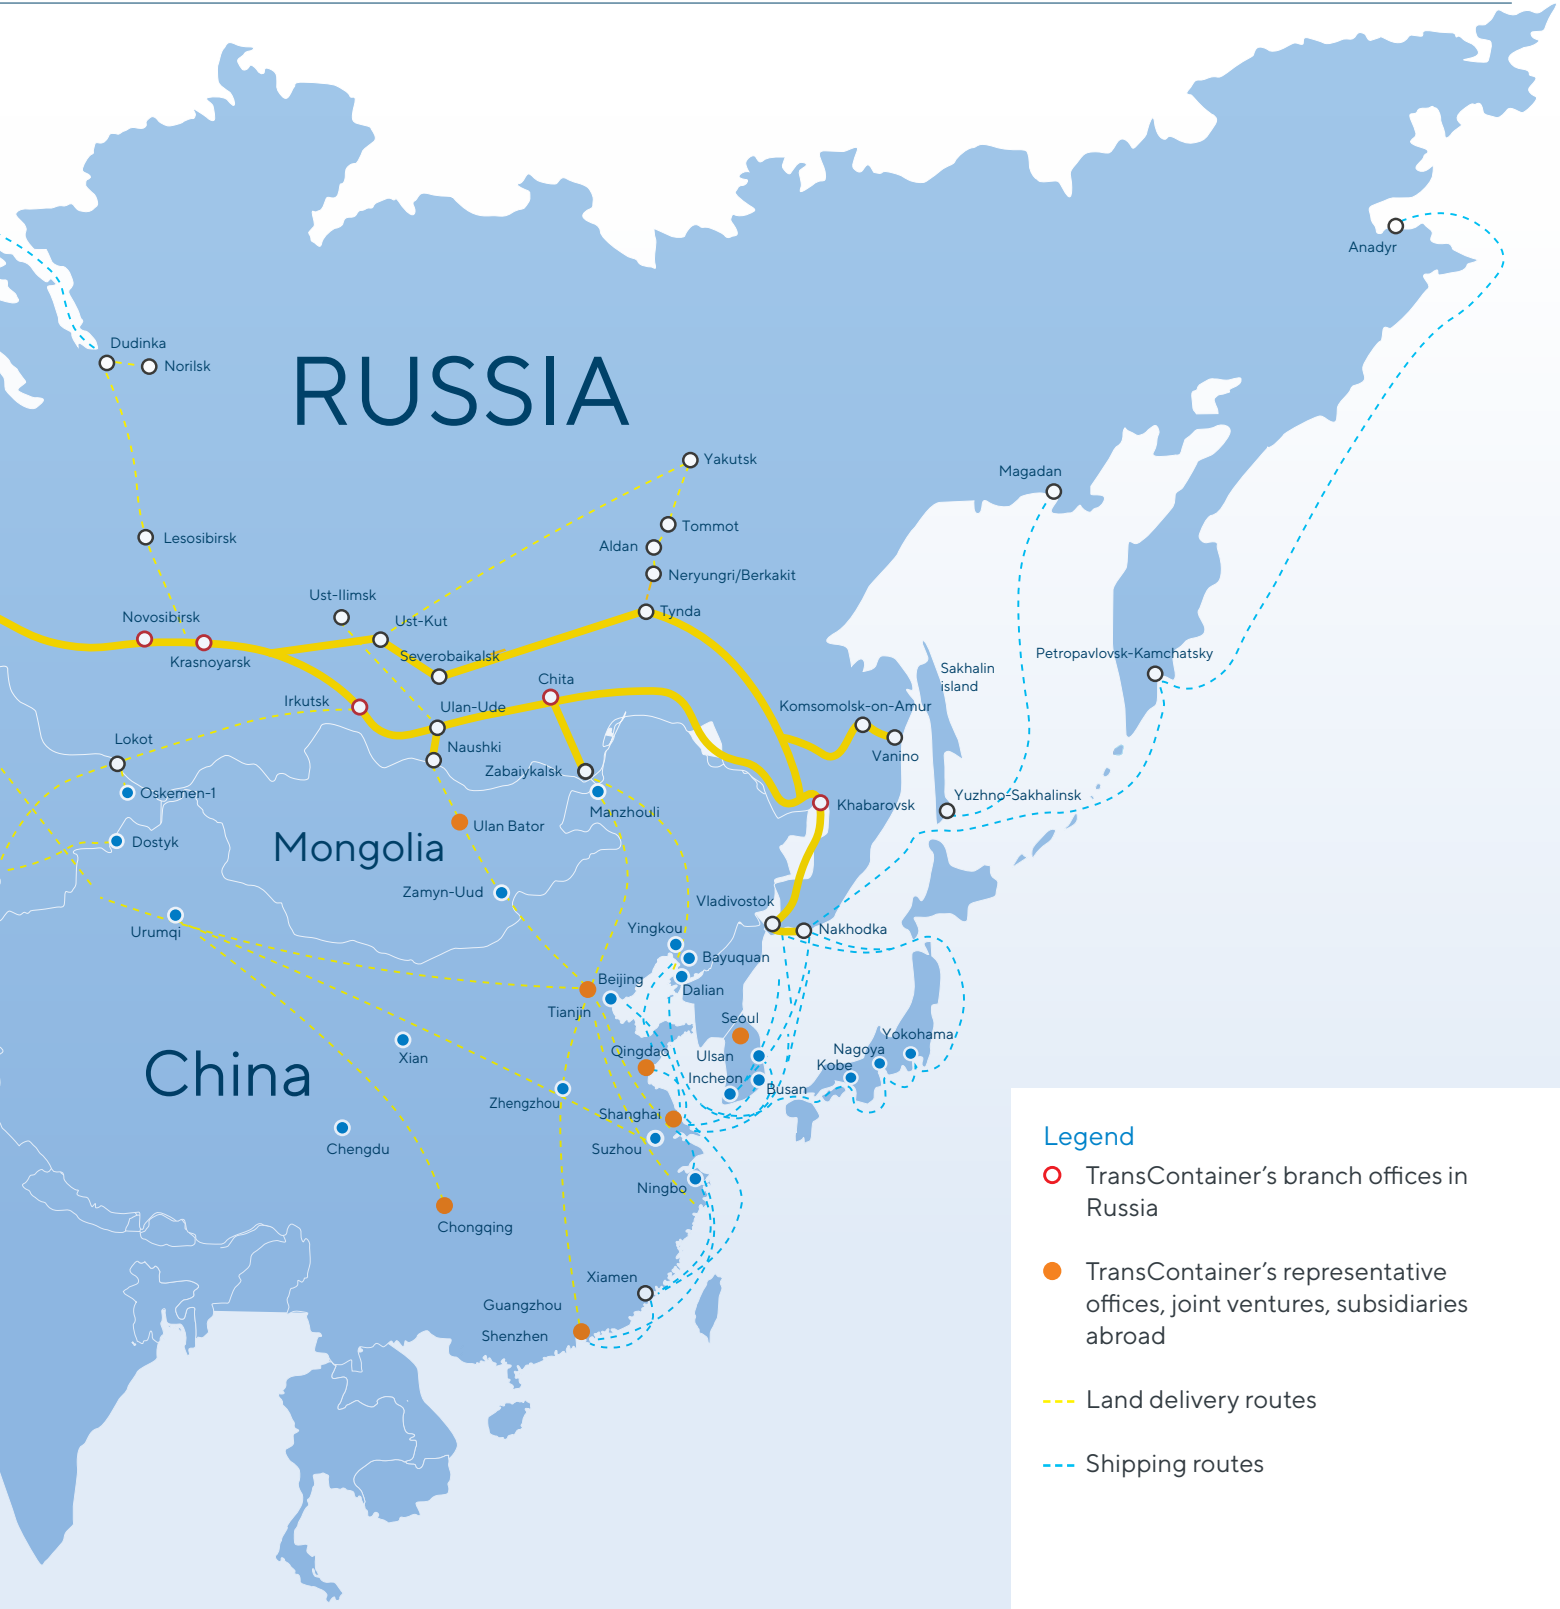 Anadyr
Dudinka
Norilsk
RUSSIA
Yakutsk
Magadan
Tommot
Lesosibirsk
Aldan
Neryungri/Berkakit
Ust-Ilimsk
Tynda
Novosibirsk
Ust-Kut
Krasnoyarsk
Severobaikalsk
Petropavlovsk-Kamchatsky
Sakhalin
island
Chita
Irkutsk
Ulan-Ude
Komsomolsk-on-Amur
Lokot
Naushki
Vanino
Zabaiykalsk
Oskemen-1
Yuzhno-Sakhalinsk
Manzhouli
Khabarovsk
Ulan Bator
Mongolia
Dostyk
Zamyn-Uud
Vladivostok
Urumqi
Yingkou
Nakhodka
Bayuquan
Beijing
Dalian
Tianjin
Seoul
Yokohama
Xian
Qingdao
Ulsan
Nagoya
Kobe
China
Incheon
Busan
Zhengzhou
Shanghai
Chengdu
Suzhou
Ningbo
Chongqing
Xiamen
Guangzhou
Shenzhen
Legend
TransContainer's branch offices in
Russia
TransContainer's representative
offices, joint ventures, subsidiaries
abroad
Land delivery routes
Shipping routes